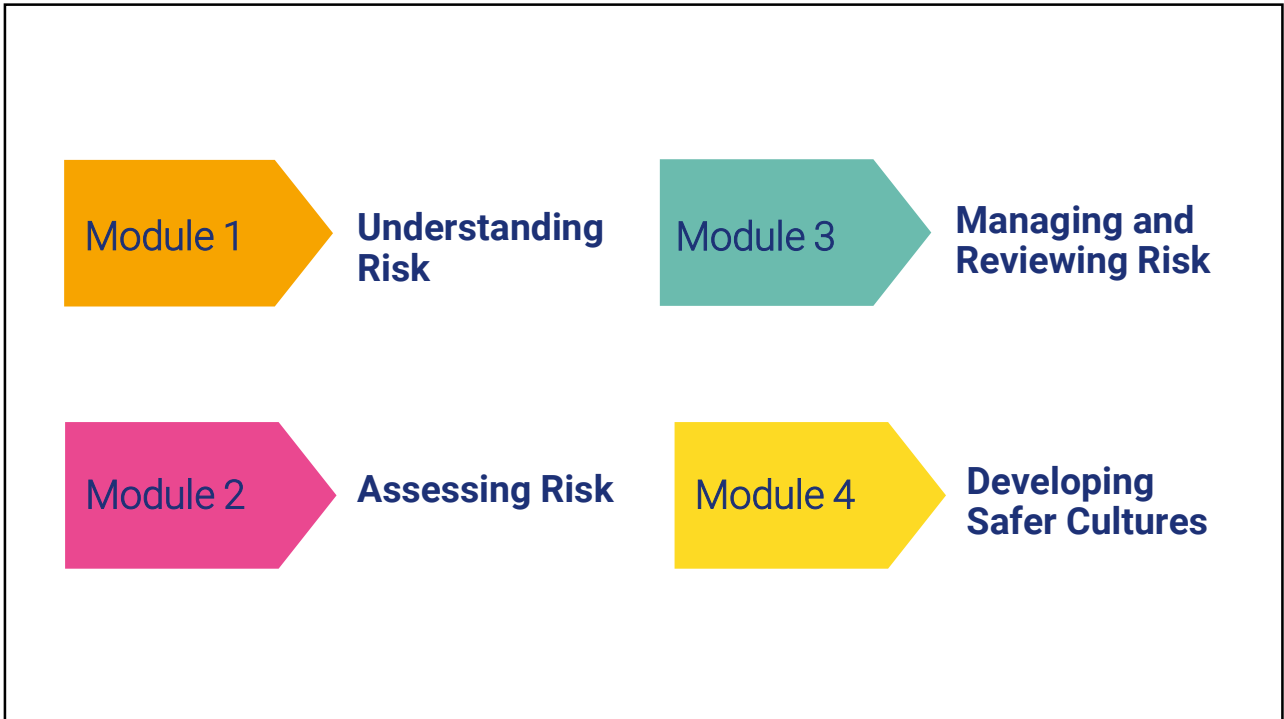 Module 1
Understanding
Risk
Module 2
Assessing Risk
Module 3
Managing and
Reviewing Risk
Module 4
Developing
Safer Cultures